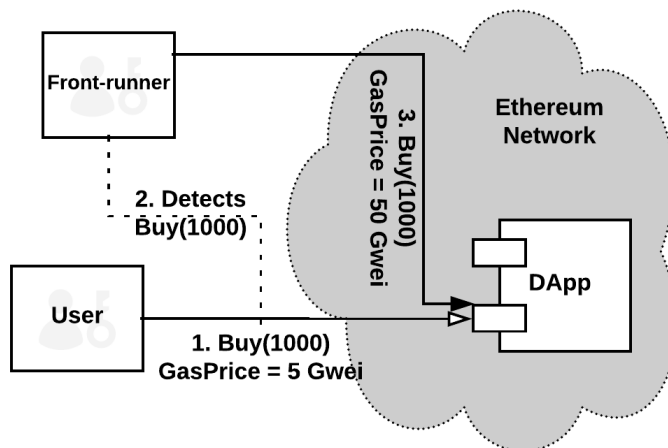 Front-runner
3. Buy(1000)
GasPrice = 50 Gwei
Ethereum
Network
2. Detects
Buy(1000)
DApp
User
1. Buy(1000)
GasPrice = 5 Gwei